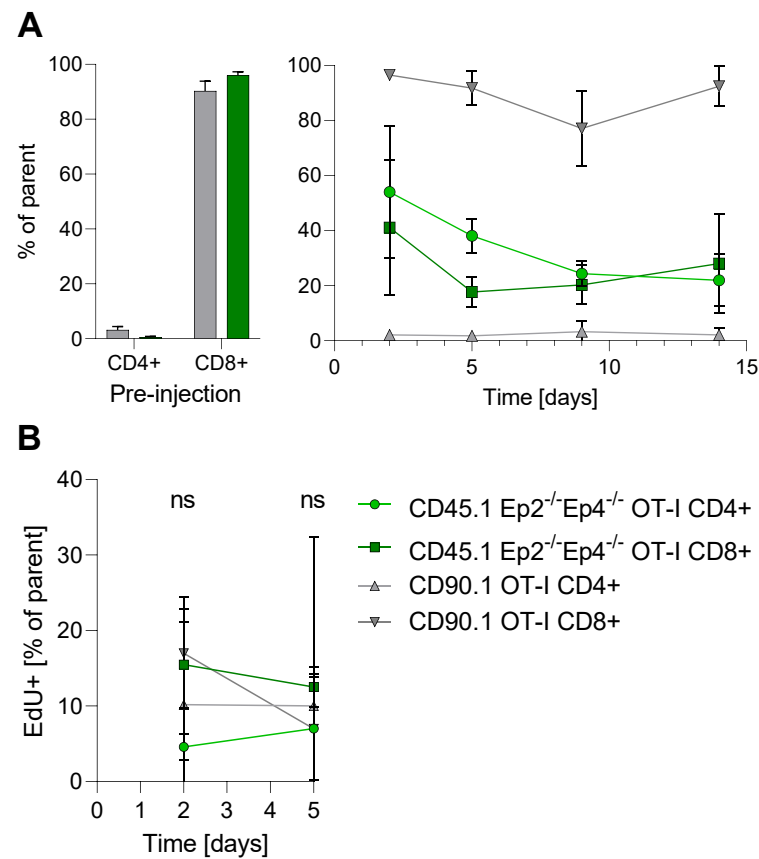 A
% of parent
100
80
60
40
20
0
CD4+ CD8+
Pre-injection
100
80
60
40
20
0
0 5 10 15
Time [days]
B
EdU+ [% of parent]
40
30
20
10
0
ns ns
0 1 2 3 4 5
Time [days]
CD45.1 Ep2-/-Ep4-/- OT-I CD4+
CD45.1 Ep2-/-Ep4-/- OT-I CD8+
CD90.1 OT-I CD4+
CD90.1 OT-I CD8+